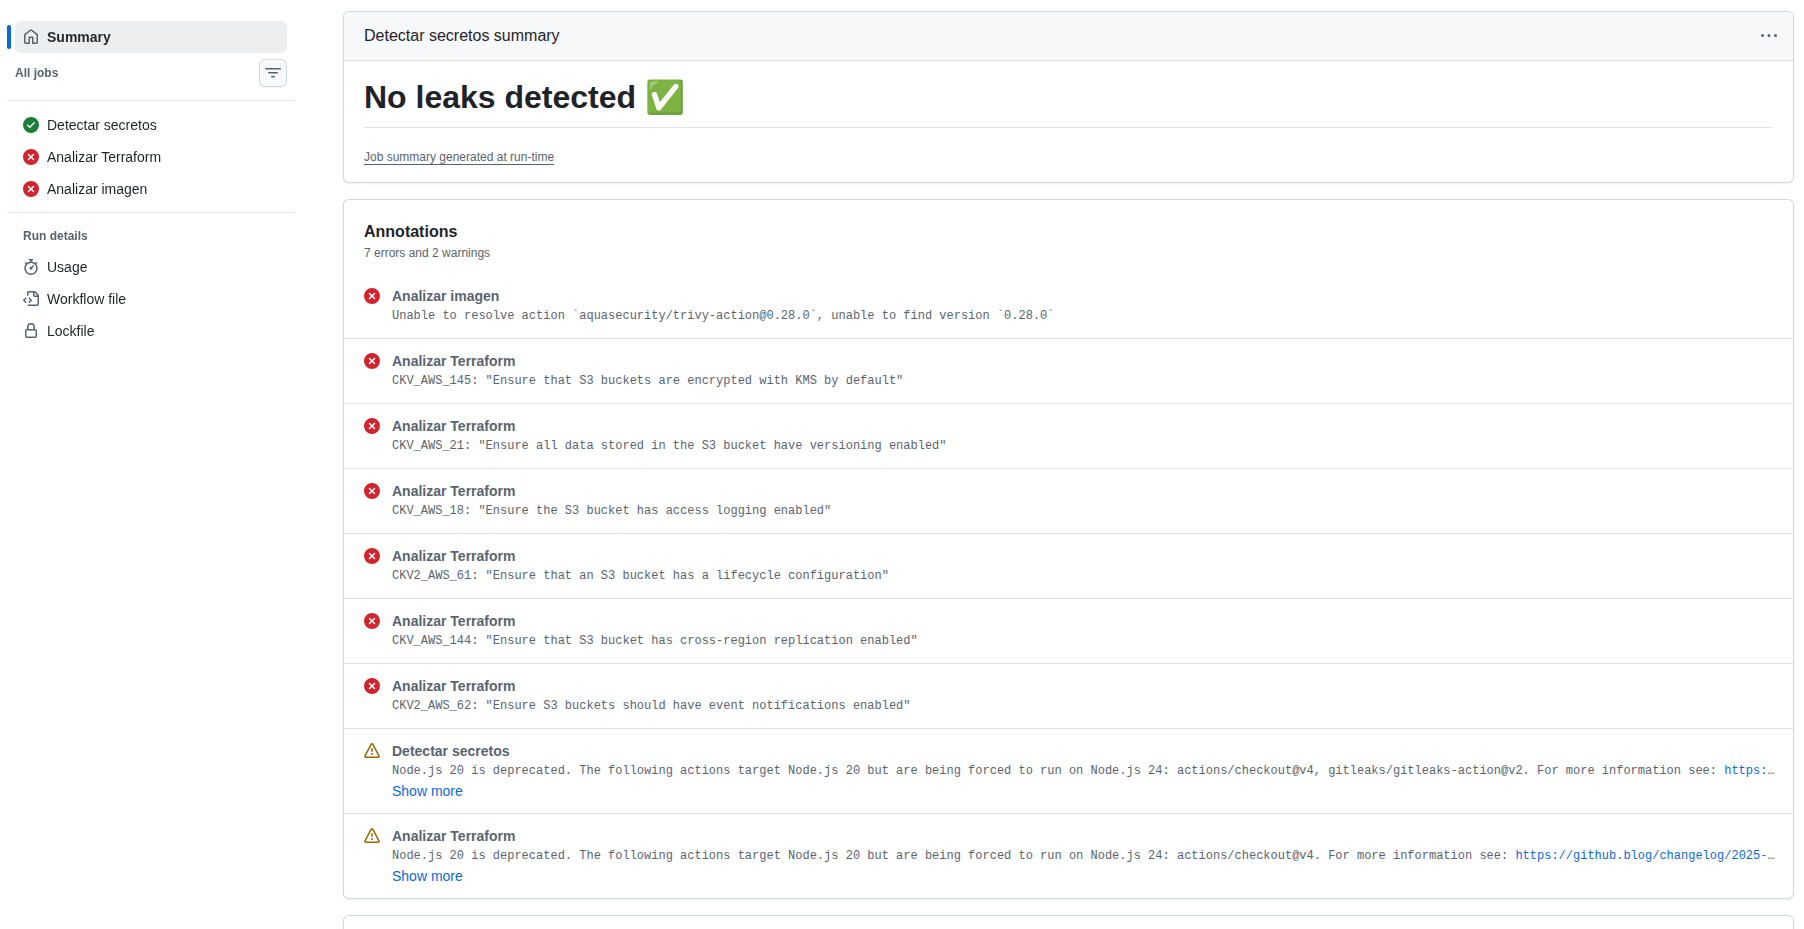 Summary
All jobs
Detectar secretos
Analizar Terraform
Analizar imagen
Run details
Usage
Workflow file
Lockfile
Detectar secretos summary
No leaks detected ✅
Job summary generated at run-time
Annotations
7 errors and 2 warnings
Analizar imagen
Unable to resolve action `aquasecurity/trivy-action@0.28.0`, unable to find version `0.28.0`
Analizar Terraform
CKV_AWS_145: "Ensure that S3 buckets are encrypted with KMS by default"
Analizar Terraform
CKV_AWS_21: "Ensure all data stored in the S3 bucket have versioning enabled"
Analizar Terraform
CKV_AWS_18: "Ensure the S3 bucket has access logging enabled"
Analizar Terraform
CKV2_AWS_61: "Ensure that an S3 bucket has a lifecycle configuration"
Analizar Terraform
CKV_AWS_144: "Ensure that S3 bucket has cross-region replication enabled"
Analizar Terraform
CKV2_AWS_62: "Ensure S3 buckets should have event notifications enabled"
Detectar secretos
Node.js 20 is deprecated. The following actions target Node.js 20 but are being forced to run on Node.js 24: actions/checkout@v4, gitleaks/gitleaks-action@v2. For more information see: https:…
Show more
Analizar Terraform
Node.js 20 is deprecated. The following actions target Node.js 20 but are being forced to run on Node.js 24: actions/checkout@v4. For more information see: https://github.blog/changelog/2025-…
Show more